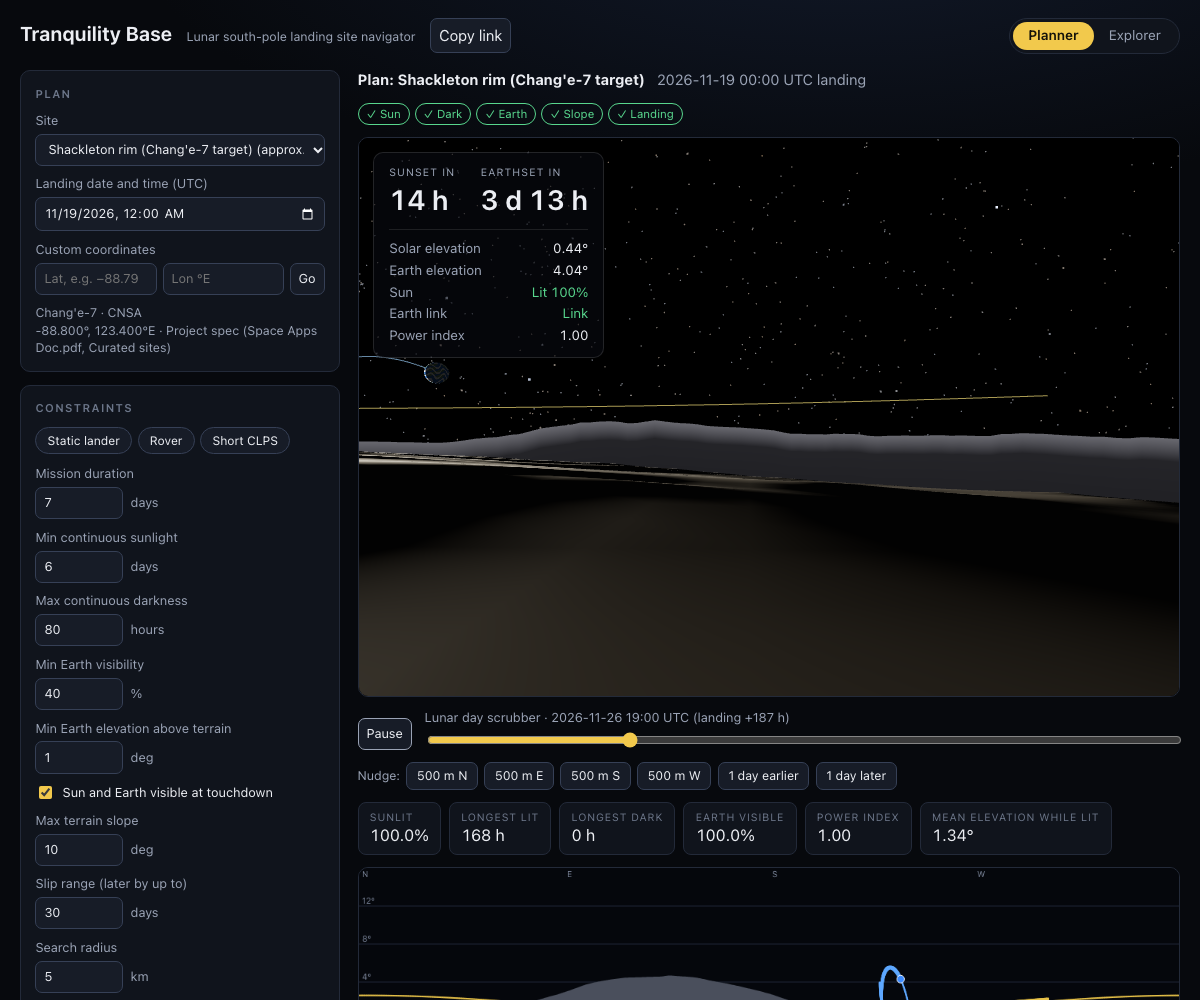 Tranquility Base Lunar south-pole landing site navigator Copy link Planner Explorer
PLAN
Site
Shackleton rim (Chang'e-7 target) (approx.
Landing date and time (UTC)
11/19/2026, 12:00 AM
Custom coordinates
Lat, e.g. −88.79 Lon °E Go
Chang'e-7 · CNSA
-88.800°, 123.400°E · Project spec (Space Apps
Doc.pdf, Curated sites)
CONSTRAINTS
Static lander Rover Short CLPS
Mission duration
7 days
Min continuous sunlight
6 days
Max continuous darkness
80 hours
Min Earth visibility
40 %
Min Earth elevation above terrain
1 deg
Sun and Earth visible at touchdown
Max terrain slope
10 deg
Slip range (later by up to)
30 days
Search radius
5 km
Plan: Shackleton rim (Chang'e-7 target) 2026-11-19 00:00 UTC landing
✓ Sun ✓ Dark ✓ Earth ✓ Slope ✓ Landing
SUNSET IN EARTHSET IN
14 h 3 d 13 h
Solar elevation 0.44°
Earth elevation 4.04°
Sun Lit 100%
Earth link Link
Power index 1.00
Lunar day scrubber · 2026-11-26 19:00 UTC (landing +187 h)
Pause
Nudge: 500 m N 500 m E 500 m S 500 m W 1 day earlier 1 day later
SUNLIT LONGEST LIT LONGEST DARK EARTH VISIBLE POWER INDEX MEAN ELEVATION WHILE LIT
100.0% 168 h 0 h 100.0% 1.00 1.34°
N E S W
12°
8°
4°